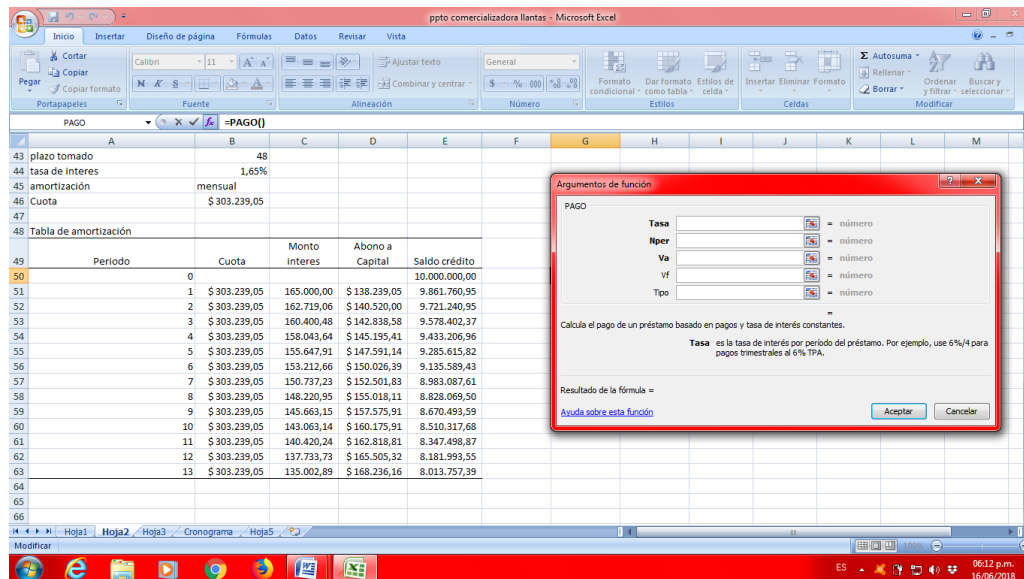 ppto comercializadora llantas - Microsoft Excel
Inicio Insertar Diseño de página Fórmulas Datos Revisar Vista
Pegar
Cortar
Copiar
Copiar formato
Portapapeles
Calibri 11
N K S
Fuente
Ajustar texto
Combinar y centrar
Alineación
General
$ % 000
Número
Formato condicional
Dar formato como tabla
Estilos de celda
Estilos
Insertar Eliminar Formato
Celdas
Σ Autosuma
Rellenar
Borrar
Ordenar y filtrar
Buscar y seleccionar
Modificar
PAGO fx =PAGO()
A B C D E F G H I J K L M
43 plazo tomado 48
44 tasa de interes 1,65%
45 amortización mensual
46 Cuota $ 303.239,05
47
48 Tabla de amortización
49 Periodo Cuota Monto interes Abono a Capital Saldo crédito
50 0 10.000.000,00
51 1 $ 303.239,05 165.000,00 $ 138.239,05 9.861.760,95
52 2 $ 303.239,05 162.719,06 $ 140.520,00 9.721.240,95
53 3 $ 303.239,05 160.400,48 $ 142.838,58 9.578.402,37
54 4 $ 303.239,05 158.043,64 $ 145.195,41 9.433.206,96
55 5 $ 303.239,05 155.647,91 $ 147.591,14 9.285.615,82
56 6 $ 303.239,05 153.212,66 $ 150.026,39 9.135.589,43
57 7 $ 303.239,05 150.737,23 $ 152.501,83 8.983.087,61
58 8 $ 303.239,05 148.220,95 $ 155.018,11 8.828.069,50
59 9 $ 303.239,05 145.663,15 $ 157.575,91 8.670.493,59
60 10 $ 303.239,05 143.063,14 $ 160.175,91 8.510.317,68
61 11 $ 303.239,05 140.420,24 $ 162.818,81 8.347.498,87
62 12 $ 303.239,05 137.733,73 $ 165.505,32 8.181.993,55
63 13 $ 303.239,05 135.002,89 $ 168.236,16 8.013.757,39
64
65
66
Argumentos de función
PAGO
Tasa = número
Nper = número
Va = número
Vf = número
Tipo = número
=
Calcula el pago de un préstamo basado en pagos y tasa de interés constantes.
Tasa es la tasa de interés por período del préstamo. Por ejemplo, use 6%/4 para
pagos trimestrales al 6% TPA.
Resultado de la fórmula =
Ayuda sobre esta función
Aceptar Cancelar
Hoja1 Hoja2 Hoja3 Cronograma Hoja5
Modificar 100%
ES 06:12 p.m.
16/06/2018